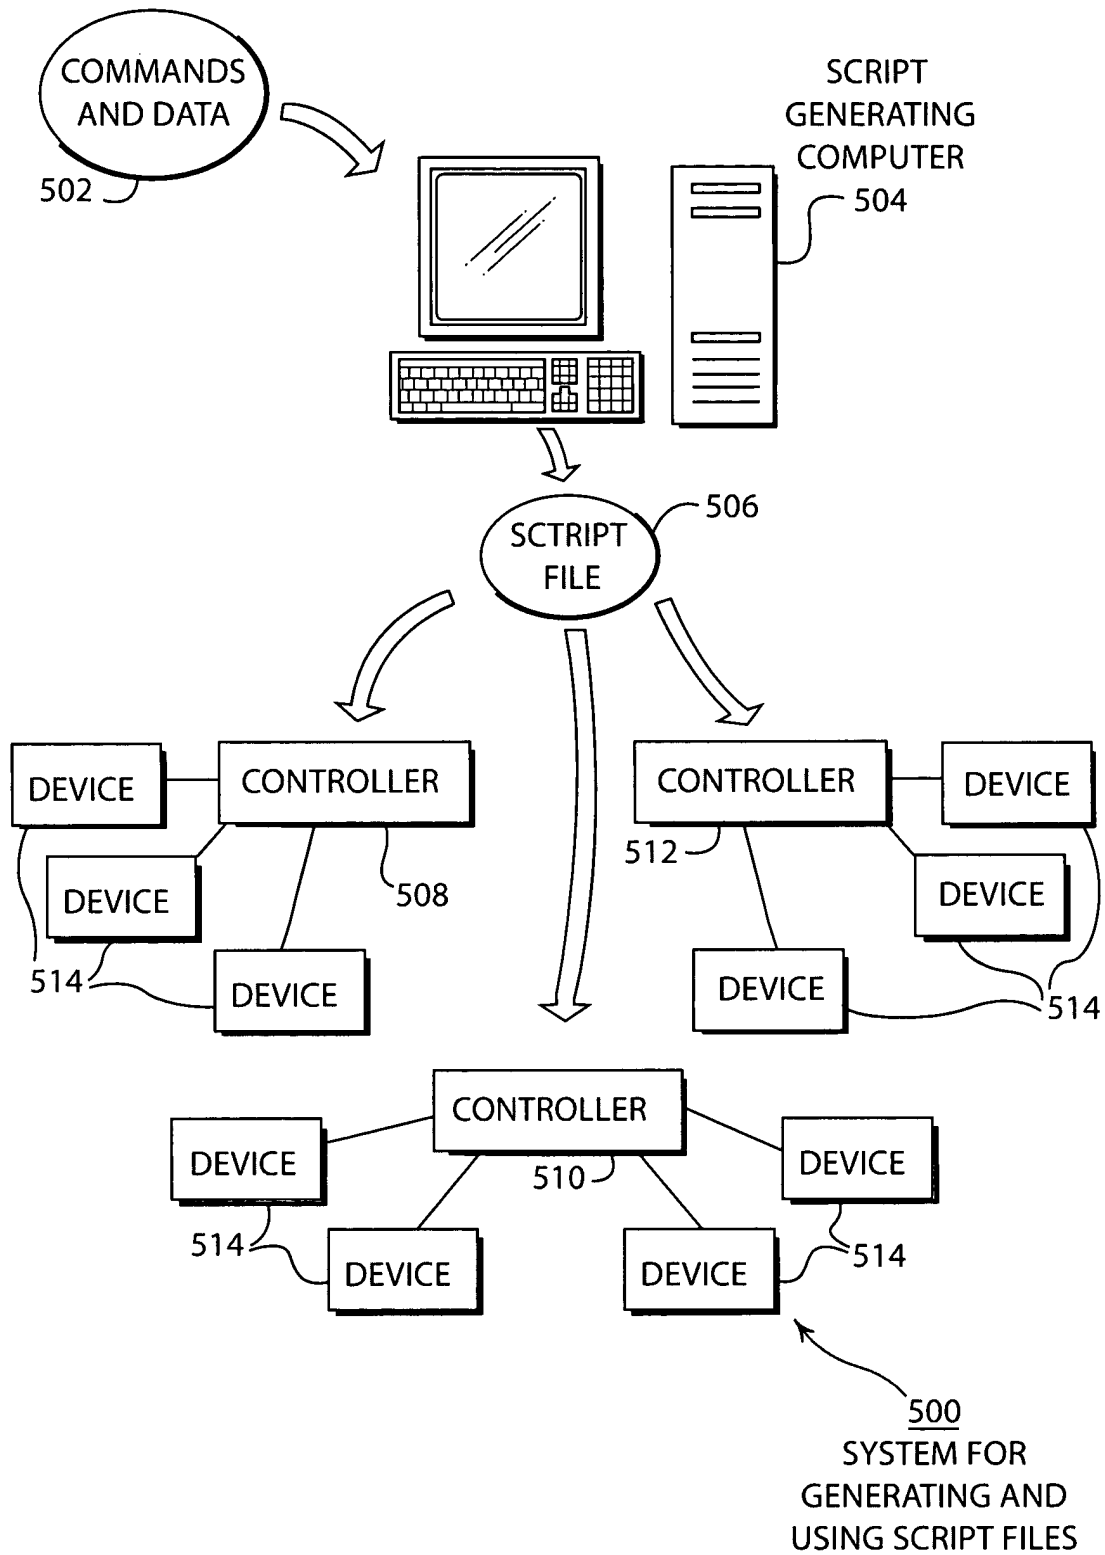 COMMANDS
AND DATA
502
SCRIPT
GENERATING
COMPUTER
504
506
SCTRIPT
FILE
DEVICE
CONTROLLER
CONTROLLER
DEVICE
512
508
DEVICE
DEVICE
514
DEVICE
DEVICE
514
CONTROLLER
510
DEVICE
DEVICE
514
514
DEVICE
DEVICE
500
SYSTEM FOR
GENERATING AND
USING SCRIPT FILES